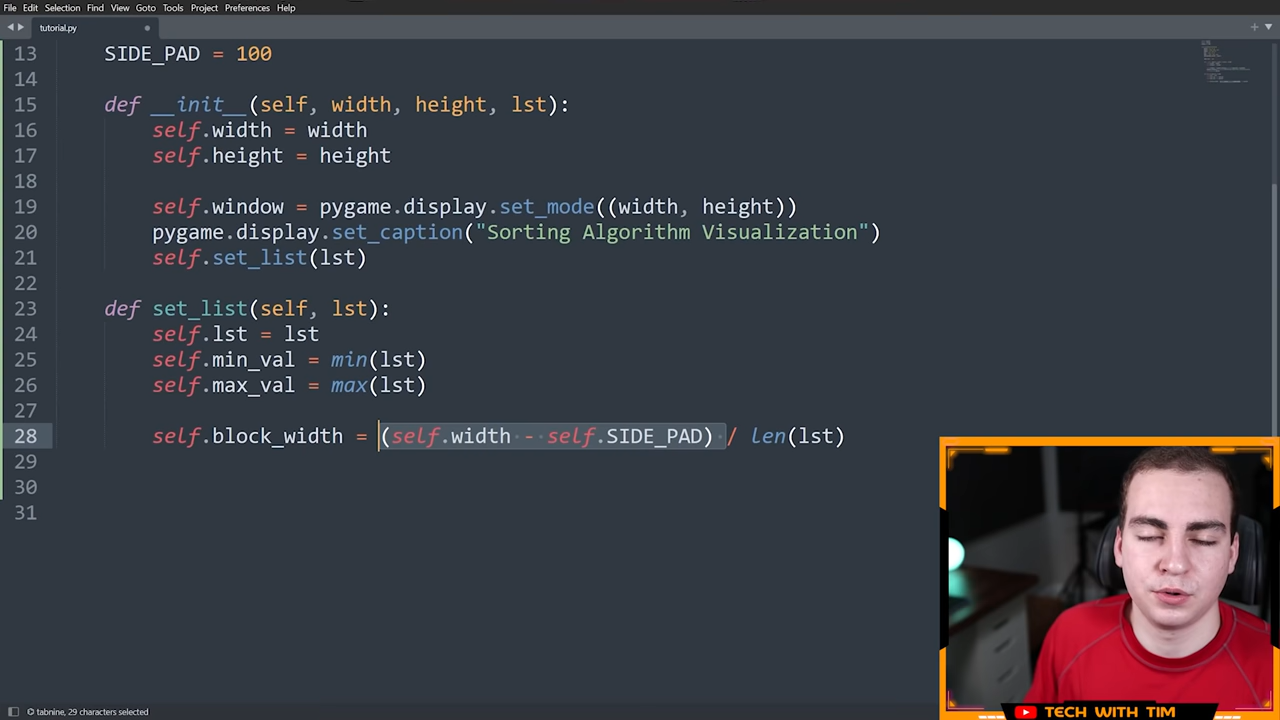 File Edit Selection Find View Goto Tools Project Preferences Help
tutorial.py
13 SIDE_PAD = 100
14
15 def __init__(self, width, height, lst):
16 self.width = width
17 self.height = height
18
19 self.window = pygame.display.set_mode((width, height))
20 pygame.display.set_caption("Sorting Algorithm Visualization")
21 self.set_list(lst)
22
23 def set_list(self, lst):
24 self.lst = lst
25 self.min_val = min(lst)
26 self.max_val = max(lst)
27
28 self.block_width = (self.width - self.SIDE_PAD) / len(lst)
29
30
31
TECH WITH TIM
tabnine, 29 characters selected